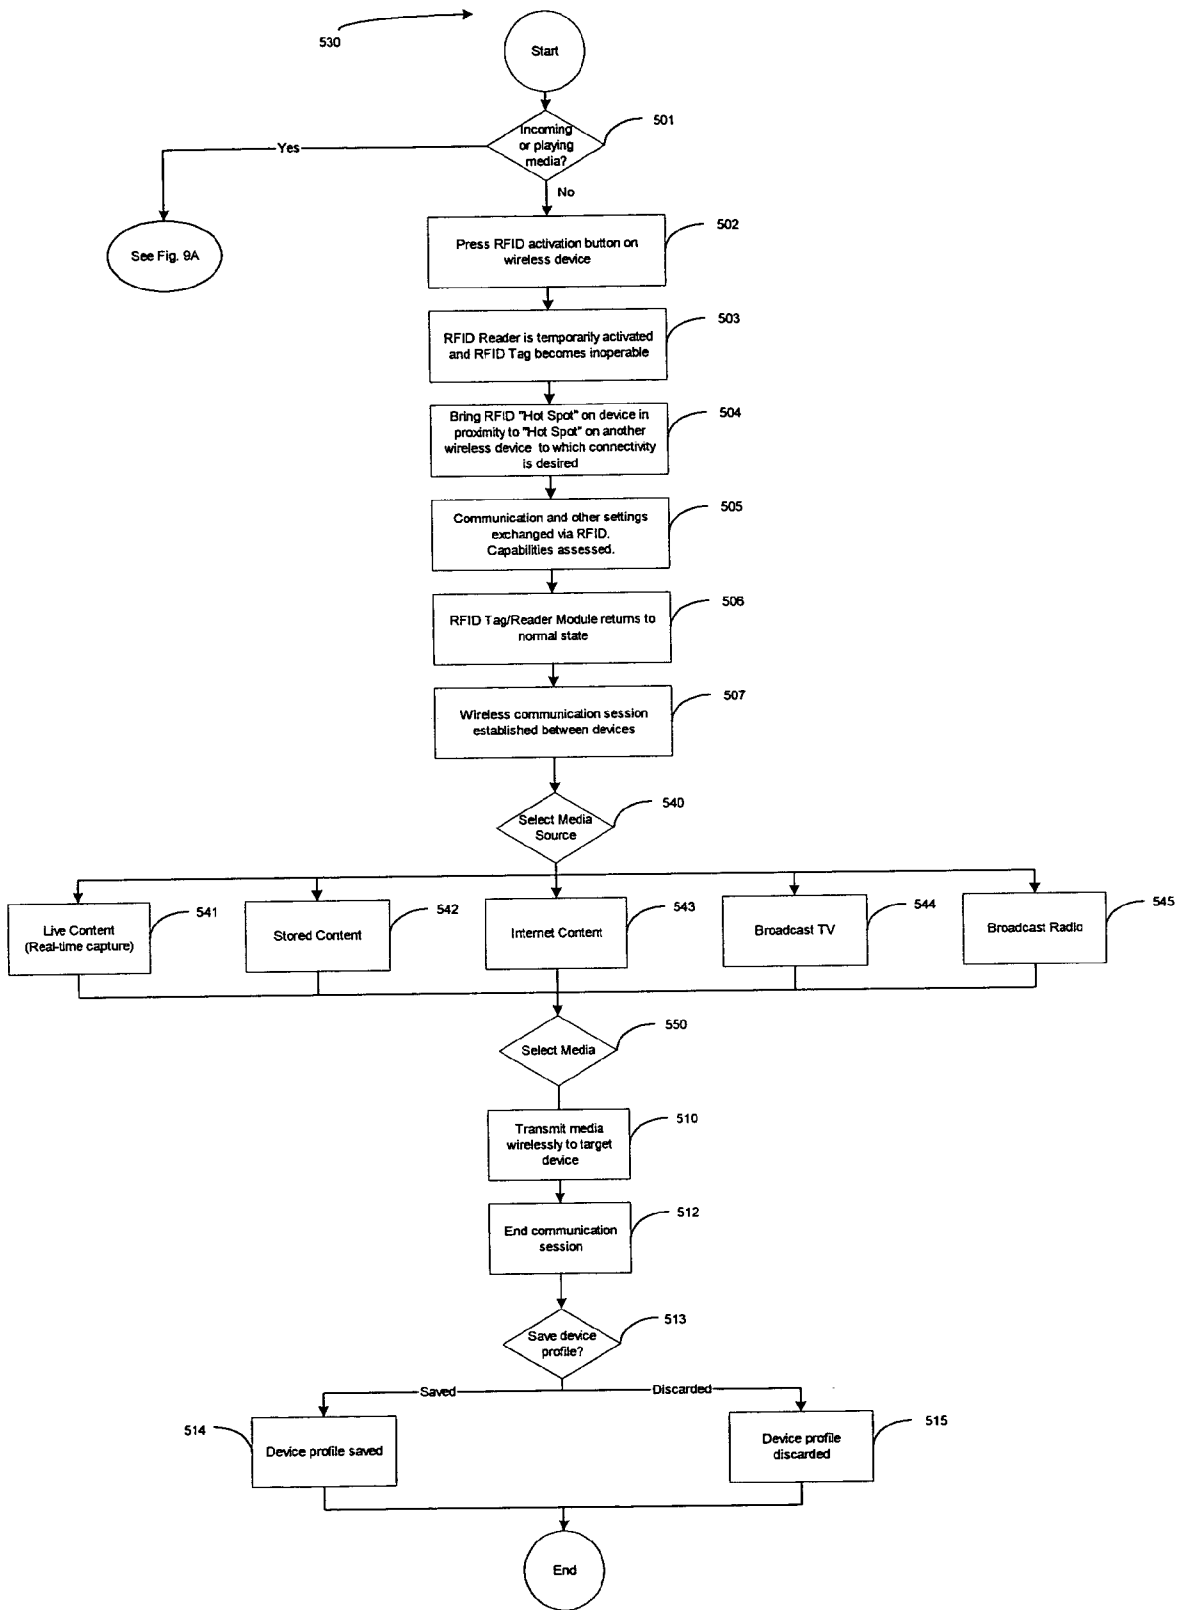 530
Start
Incoming
or playing
media?
501
Yes
No
See Fig. 9A
Press RFID activation button on
wireless device
502
RFID Reader is temporarily activated
and RFID Tag becomes inoperable
503
Bring RFID "Hot Spot" on device in
proximity to "Hot Spot" on another
wireless device to which connectivity
is desired
504
Communication and other settings
exchanged via RFID.
Capabilities assessed.
505
RFID Tag/Reader Module returns to
normal state
506
Wireless communication session
established between devices
507
Select Media
Source
540
Live Content
(Real-time capture)
541
Stored Content
542
Internet Content
543
Broadcast TV
544
Broadcast Radio
545
Select Media
550
Transmit media
wirelessly to target
device
510
End communication
session
512
Save device
profile?
513
Saved
Discarded
514
Device profile saved
Device profile
discarded
515
End